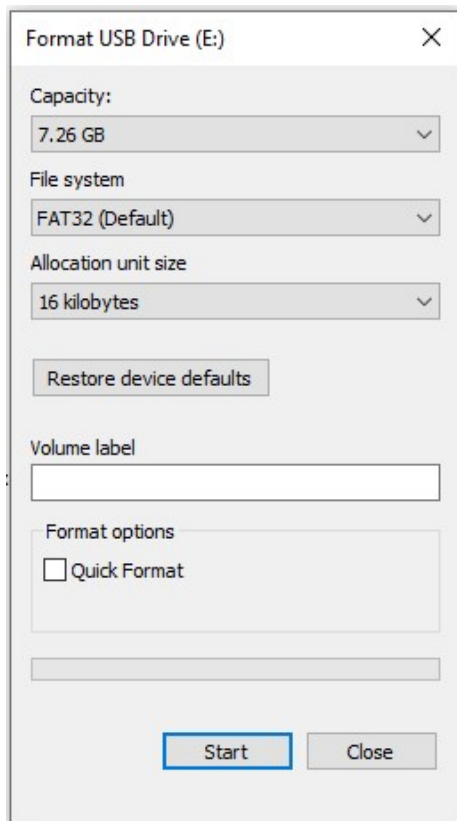 Format USB Drive (E:)
Capacity:
7.26 GB
File system
FAT32 (Default)
Allocation unit size
16 kilobytes
Restore device defaults
Volume label
Format options
Quick Format
Start Close